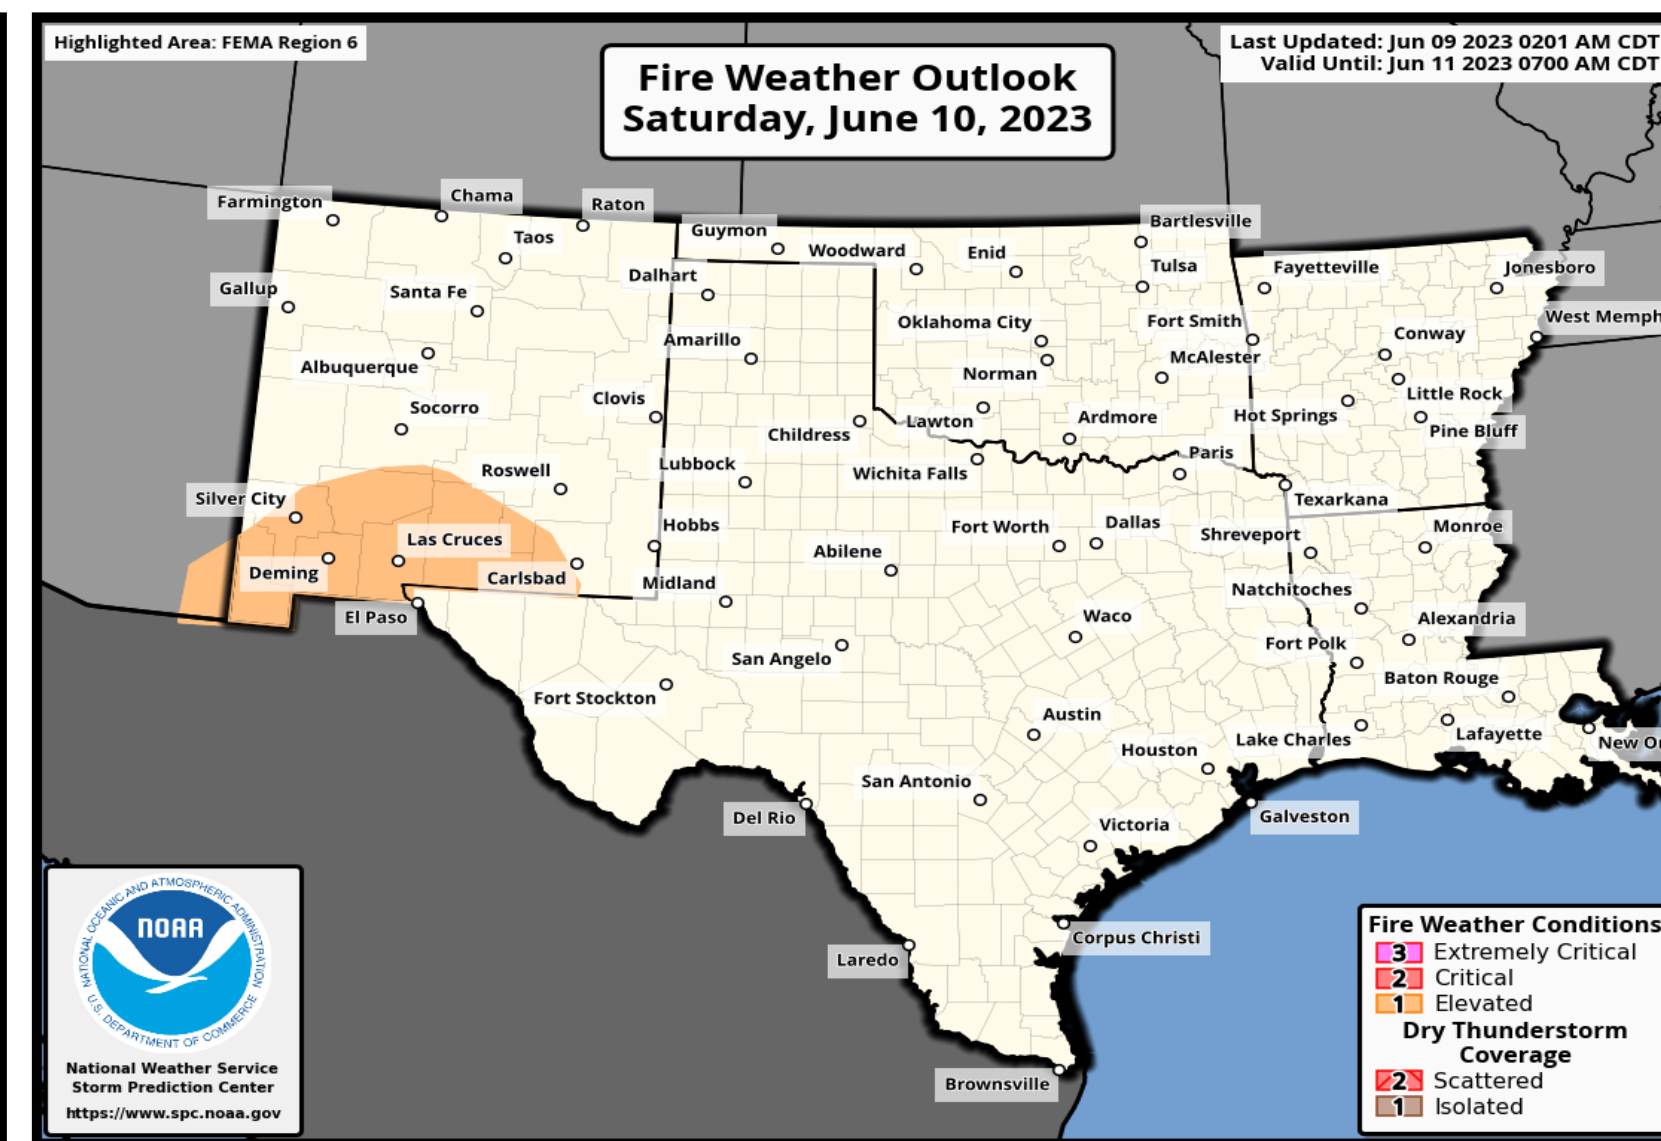 Highlighted Area: FEMA Region 6
Fire Weather Outlook
Saturday, June 10, 2023
Last Updated: Jun 09 2023 0201 AM CDT
Valid Until: Jun 11 2023 0700 AM CDT
Farmington
Chama
Raton
Taos
Guymon
Woodward
Enid
Bartlesville
Tulsa
Fayetteville
Jonesboro
Gallup
Santa Fe
Dalhart
Oklahoma City
Fort Smith
Conway
West Memph
Albuquerque
Amarillo
Norman
McAlester
Little Rock
Socorro
Clovis
Childress
Lawton
Ardmore
Hot Springs
Pine Bluff
Silver City
Roswell
Lubbock
Wichita Falls
Paris
Texarkana
Las Cruces
Hobbs
Abilene
Fort Worth
Dallas
Shreveport
Monroe
Deming
Carlsbad
Midland
Natchitoches
El Paso
Waco
Alexandria
San Angelo
Fort Polk
Fort Stockton
Baton Rouge
Austin
Houston
Lake Charles
Lafayette
New Or
San Antonio
Del Rio
Victoria
Galveston
Laredo
Corpus Christi
Brownsville
NATIONAL OCEANIC AND ATMOSPHERIC ADMINISTRATION
NOAA
U.S. DEPARTMENT OF COMMERCE
National Weather Service
Storm Prediction Center
https://www.spc.noaa.gov
Fire Weather Conditions
3 Extremely Critical
2 Critical
1 Elevated
Dry Thunderstorm
Coverage
2 Scattered
1 Isolated